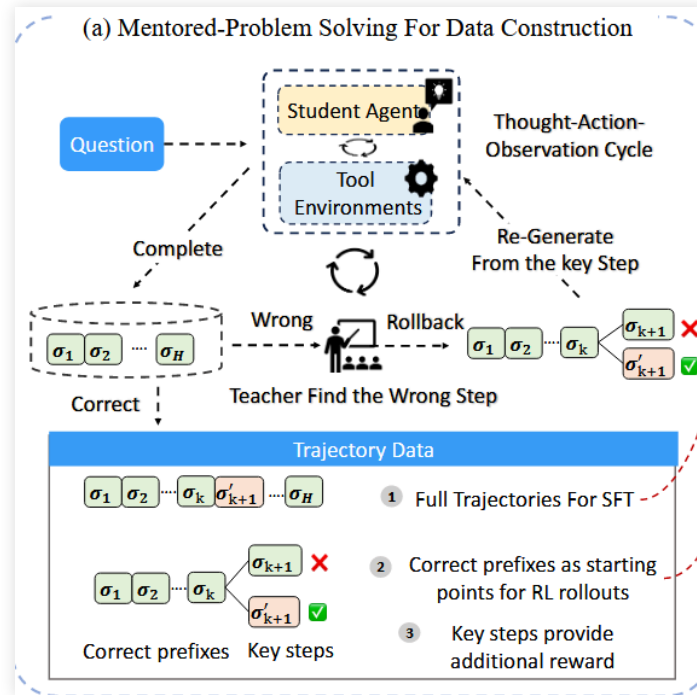 (a) Mentored-Problem Solving For Data Construction
Question
Student Agent
Tool
Environments
Thought-Action-
Observation Cycle
Complete
Re-Generate
From the key Step
σ₁ σ₂ ···· σ_H
Wrong
Rollback
σ₁ σ₂ ···· σₖ
σₖ₊₁
σ′ₖ₊₁
Correct
Teacher Find the Wrong Step
Trajectory Data
σ₁ σ₂ ···· σₖ σ′ₖ₊₁ ···· σ_H
1 Full Trajectories For SFT
σ₁ σ₂ ···· σₖ
σₖ₊₁
σ′ₖ₊₁
2 Correct prefixes as starting
points for RL rollouts
Correct prefixes
Key steps
3 Key steps provide
additional reward